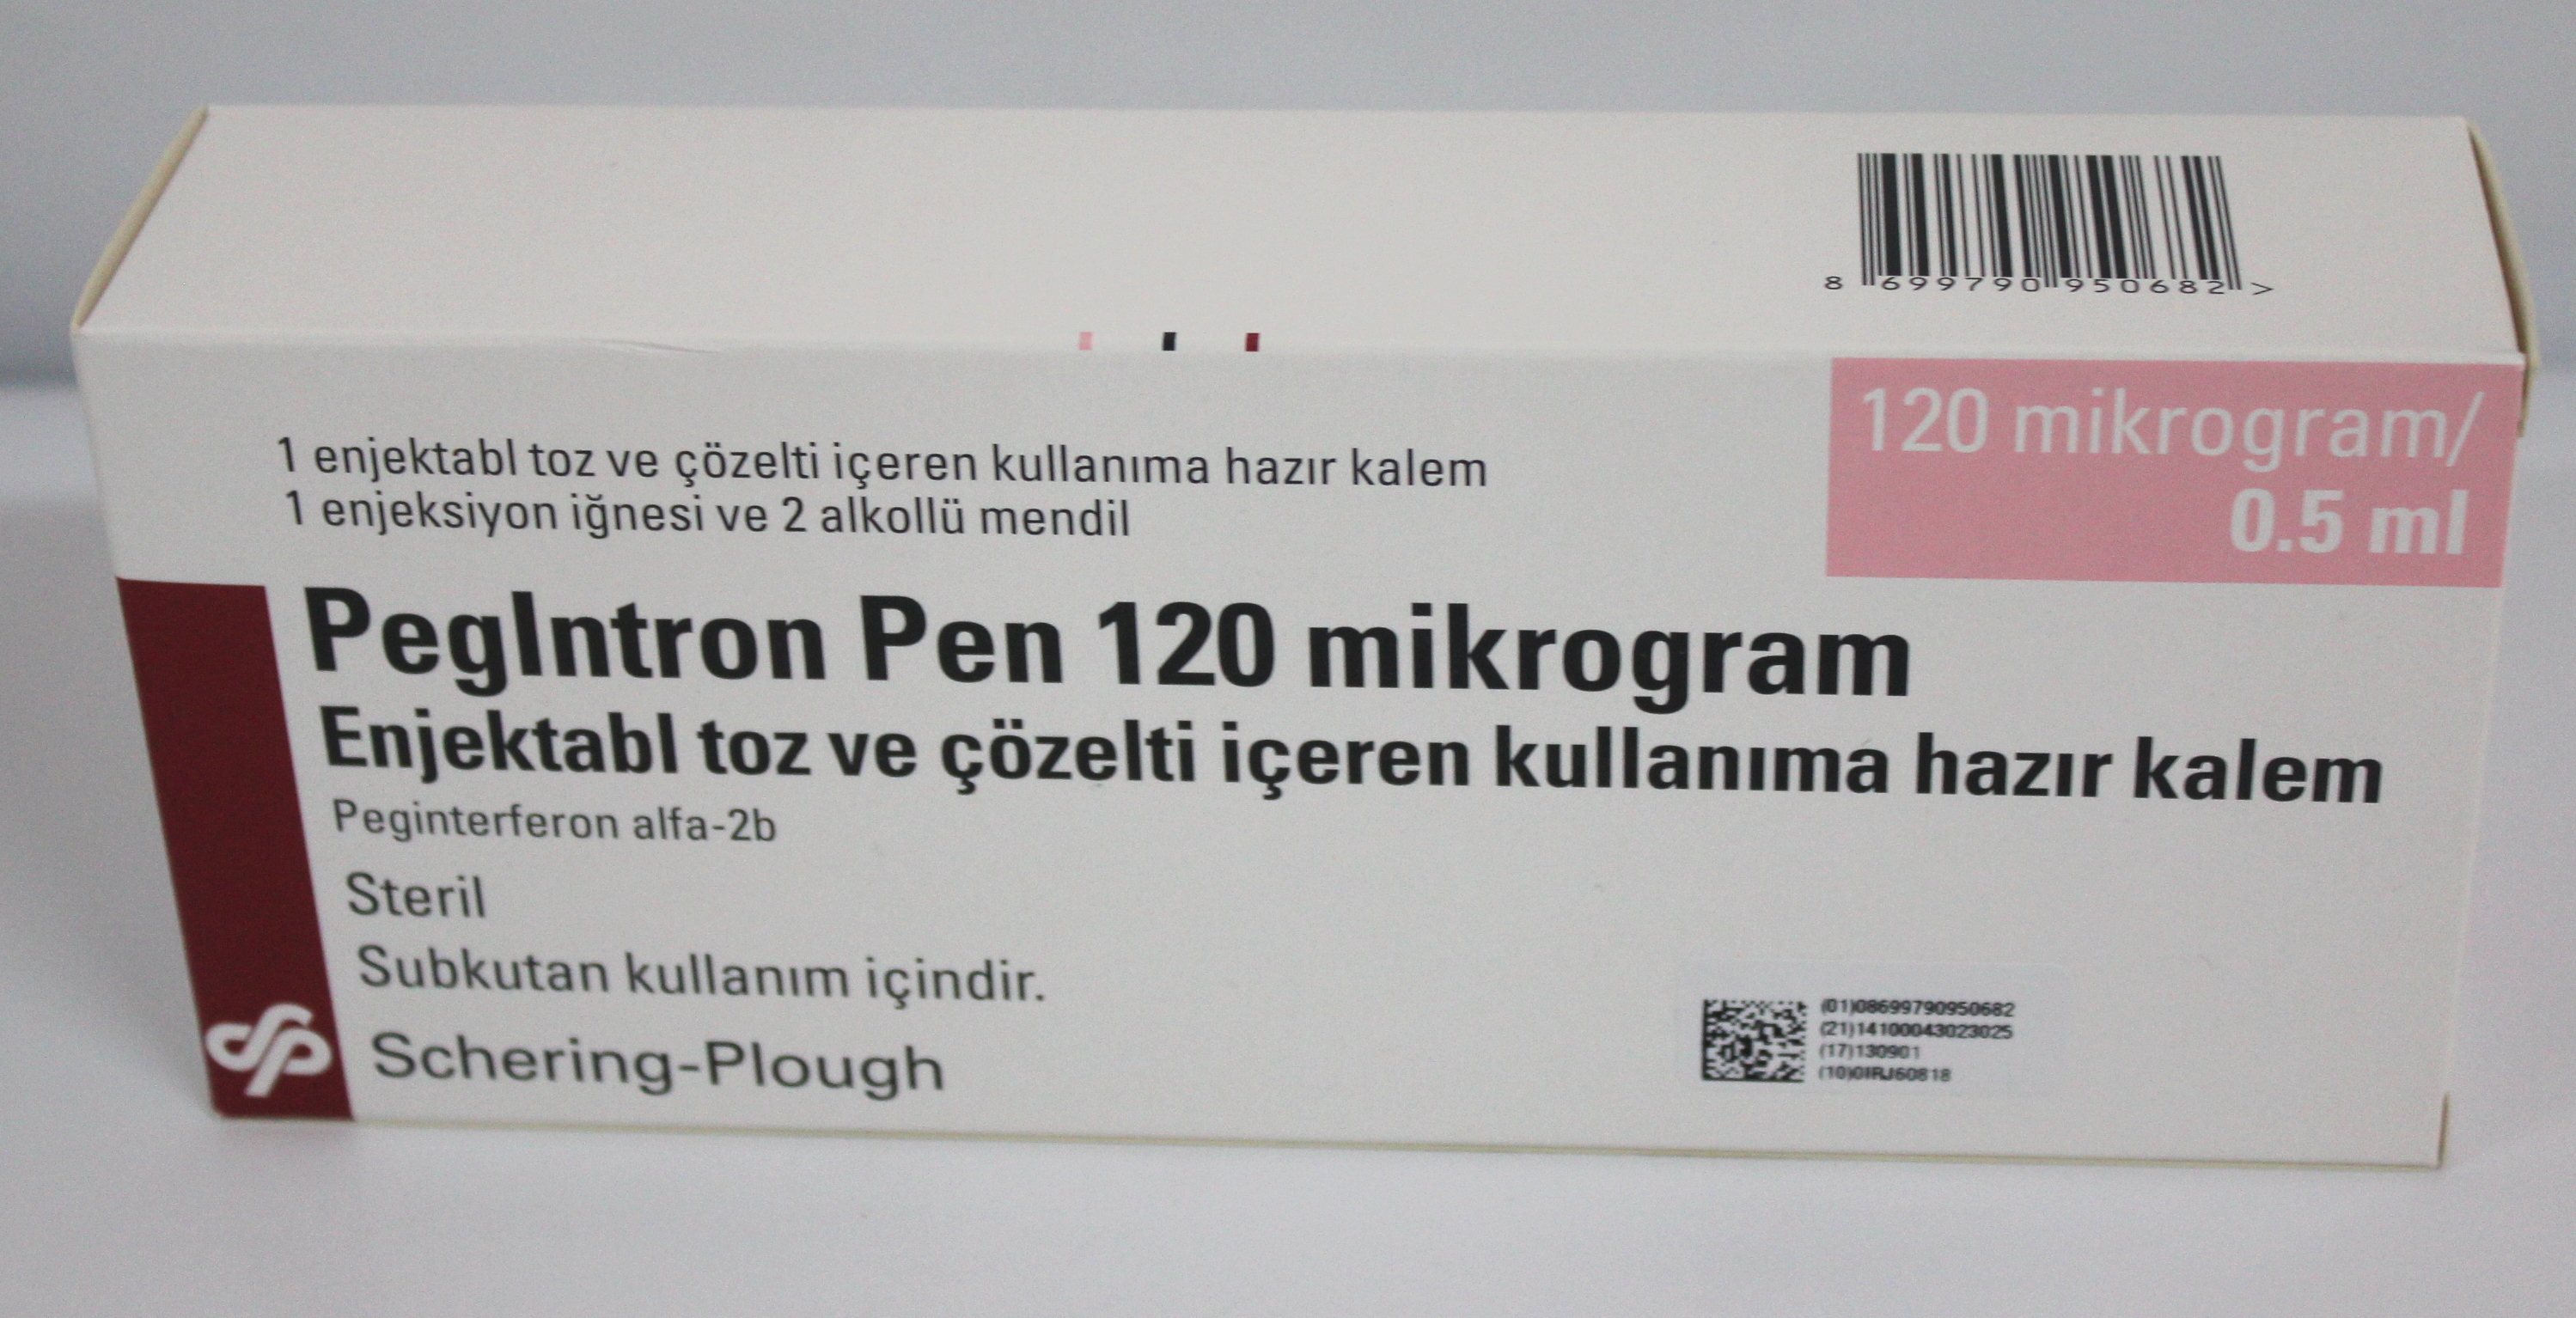 8 699790 950682 >
120 mikrogram/
0.5 ml
1 enjektabl toz ve çözelti içeren kullanıma hazır kalem
1 enjeksiyon iğnesi ve 2 alkollü mendil
PegIntron Pen 120 mikrogram
Enjektabl toz ve çözelti içeren kullanıma hazır kalem
Peginterferon alfa-2b
Steril
Subkutan kullanım içindir.
Schering-Plough
(01)08699790950682
(21)14100043023025
(17)130901
(10)0IRJ60818